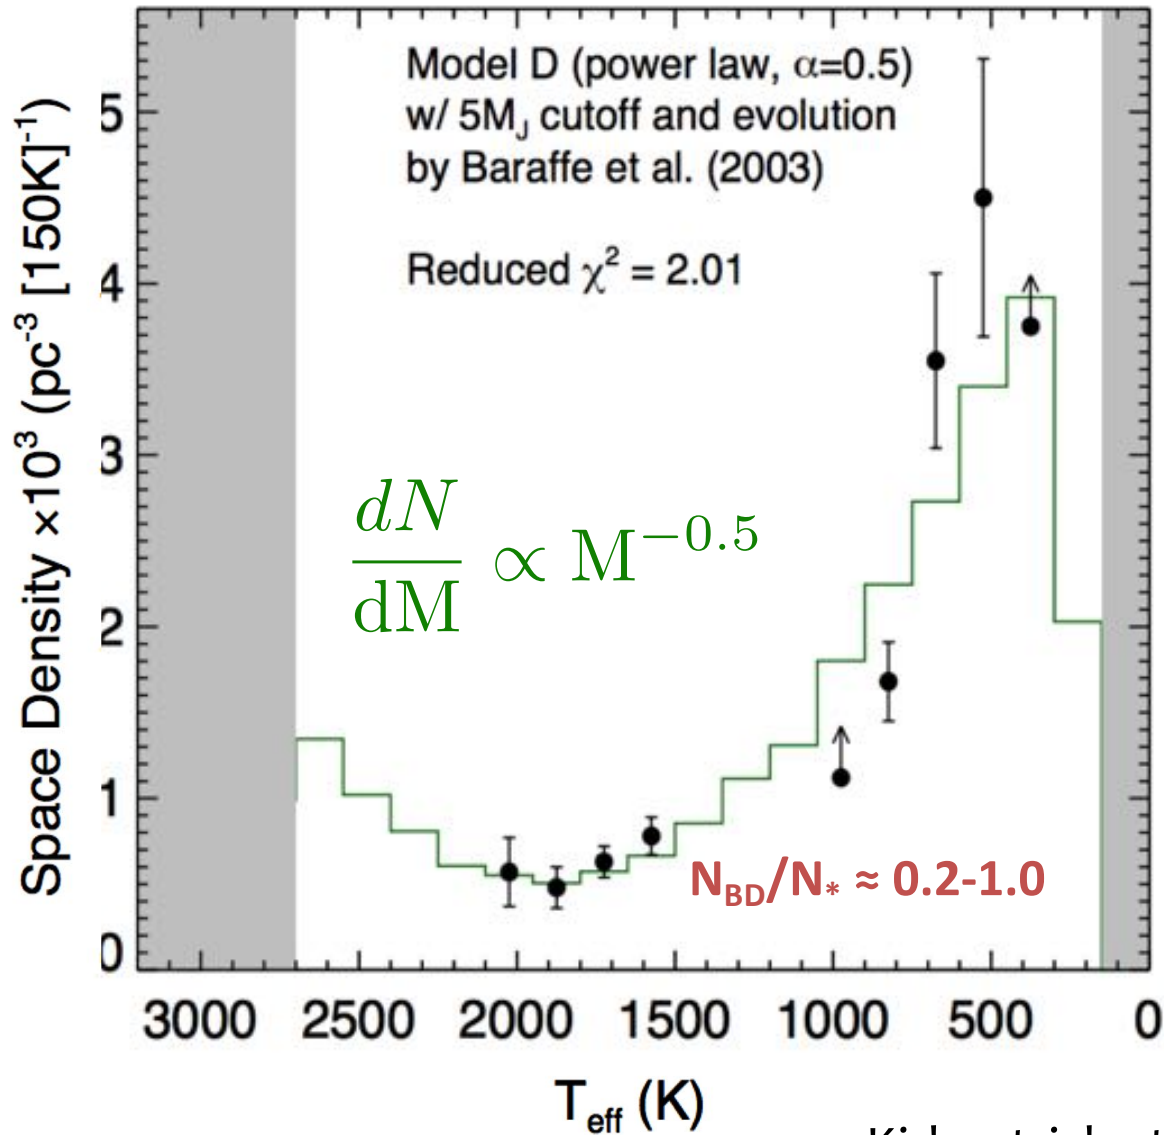 Model D (power law, α=0.5)
w/ 5M_J cutoff and evolution
by Baraffe et al. (2003)
Reduced χ² = 2.01
Space Density ×10³ (pc⁻³ [150K]⁻¹)
5
4
3
2
1
0
dN/dM ∝ M^−0.5
N_BD/N_* ≈ 0.2-1.0
3000 2500 2000 1500 1000 500 0
T_eff (K)